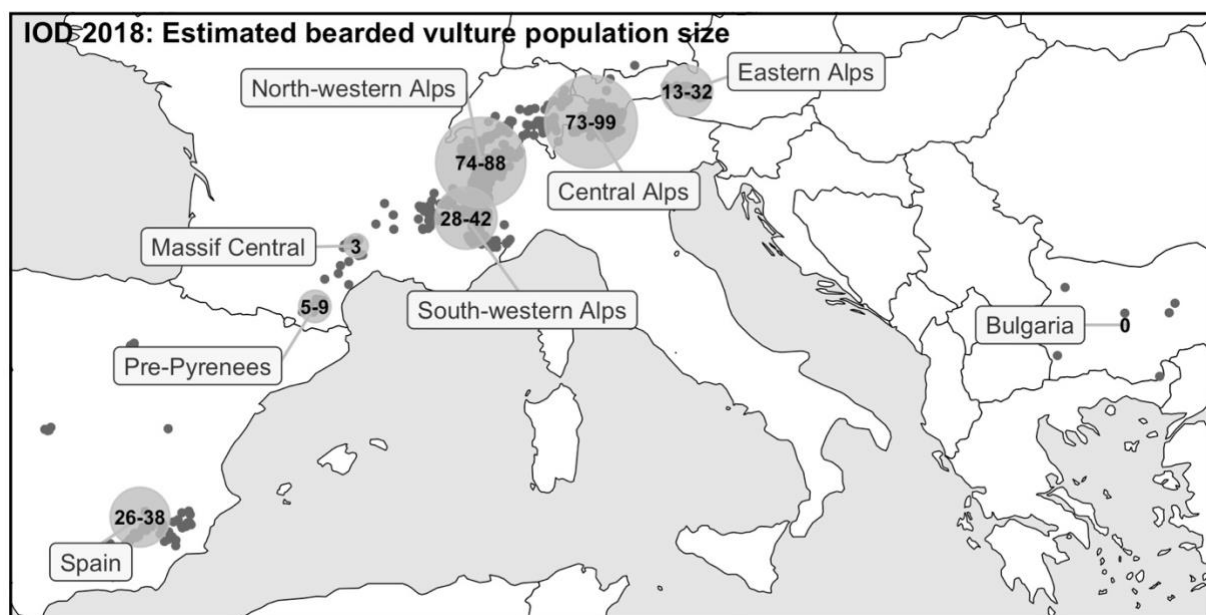 IOD 2018: Estimated bearded vulture population size
North-western Alps
Eastern Alps
13-32
73-99
74-88
Central Alps
28-42
Massif Central
3
5-9
South-western Alps
Bulgaria
0
Pre-Pyrenees
26-38
Spain